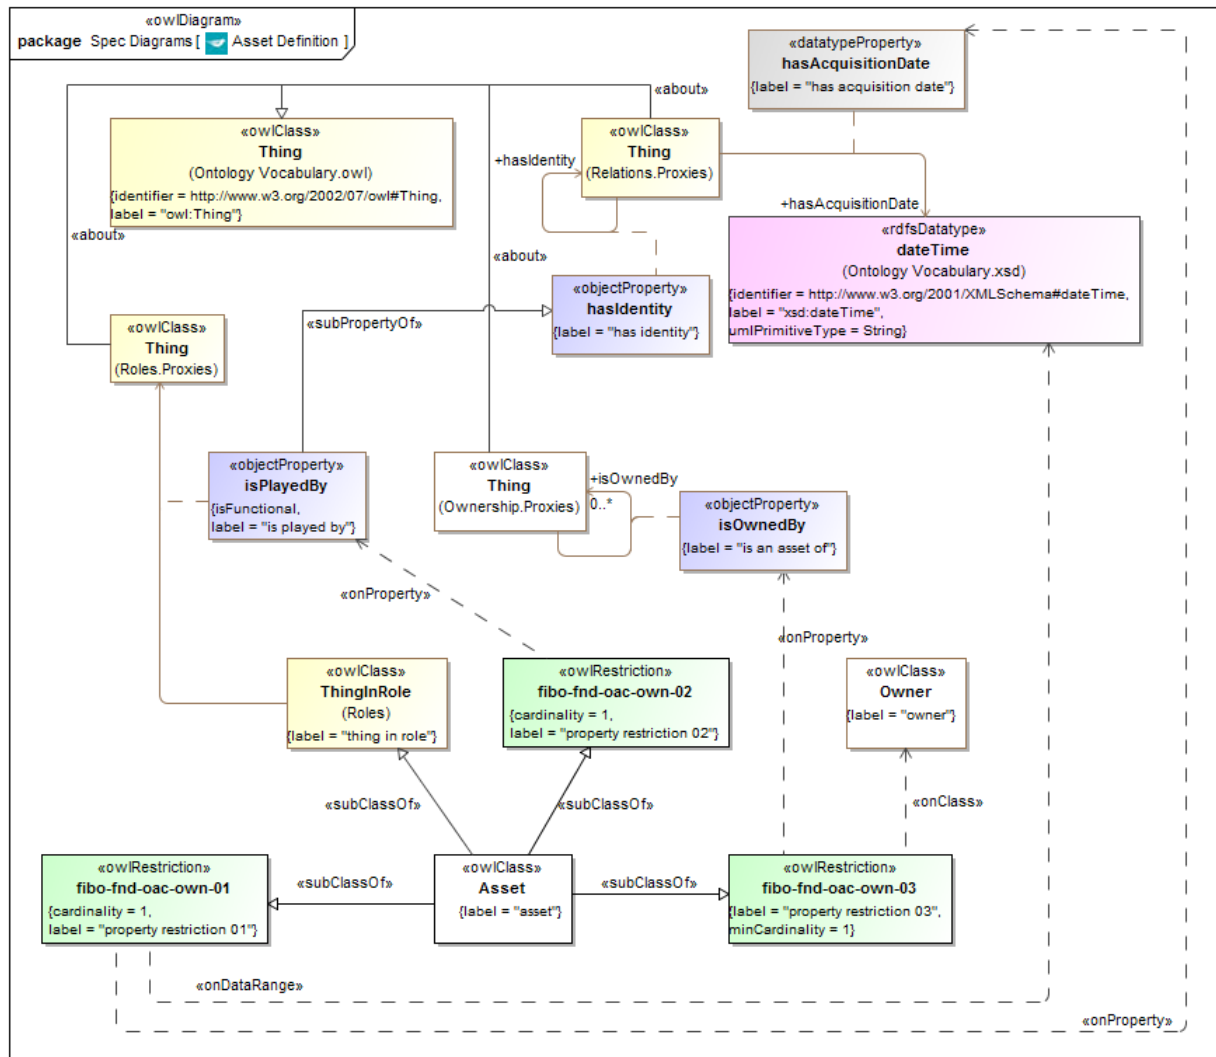 «owlDiagram»
package Spec Diagrams [ Asset Definition ]
«datatypeProperty»
hasAcquisitionDate
{label = "has acquisition date"}
«about»
«owlClass»
Thing
(Ontology Vocabulary.owl)
{identifier = http://www.w3.org/2002/07/owl#Thing,
label = "owl:Thing"}
«owlClass»
Thing
(Relations.Proxies)
+hasIdentity
+hasAcquisitionDate
«about»
«about»
«rdfsDatatype»
dateTime
(Ontology Vocabulary.xsd)
{identifier = http://www.w3.org/2001/XMLSchema#dateTime,
label = "xsd:dateTime",
umlPrimitiveType = String}
«objectProperty»
hasIdentity
{label = "has identity"}
«subPropertyOf»
«owlClass»
Thing
(Roles.Proxies)
«objectProperty»
isPlayedBy
{isFunctional,
label = "is played by"}
«owlClass»
Thing
(Ownership.Proxies)
+isOwnedBy
0..*
«objectProperty»
isOwnedBy
{label = "is an asset of"}
«onProperty»
«onProperty»
«owlClass»
ThingInRole
(Roles)
{label = "thing in role"}
«owlRestriction»
fibo-fnd-oac-own-02
{cardinality = 1,
label = "property restriction 02"}
«owlClass»
Owner
{label = "owner"}
«subClassOf»
«subClassOf»
«onClass»
«owlRestriction»
fibo-fnd-oac-own-01
{cardinality = 1,
label = "property restriction 01"}
«subClassOf»
«owlClass»
Asset
{label = "asset"}
«subClassOf»
«owlRestriction»
fibo-fnd-oac-own-03
{label = "property restriction 03",
minCardinality = 1}
«onDataRange»
«onProperty»